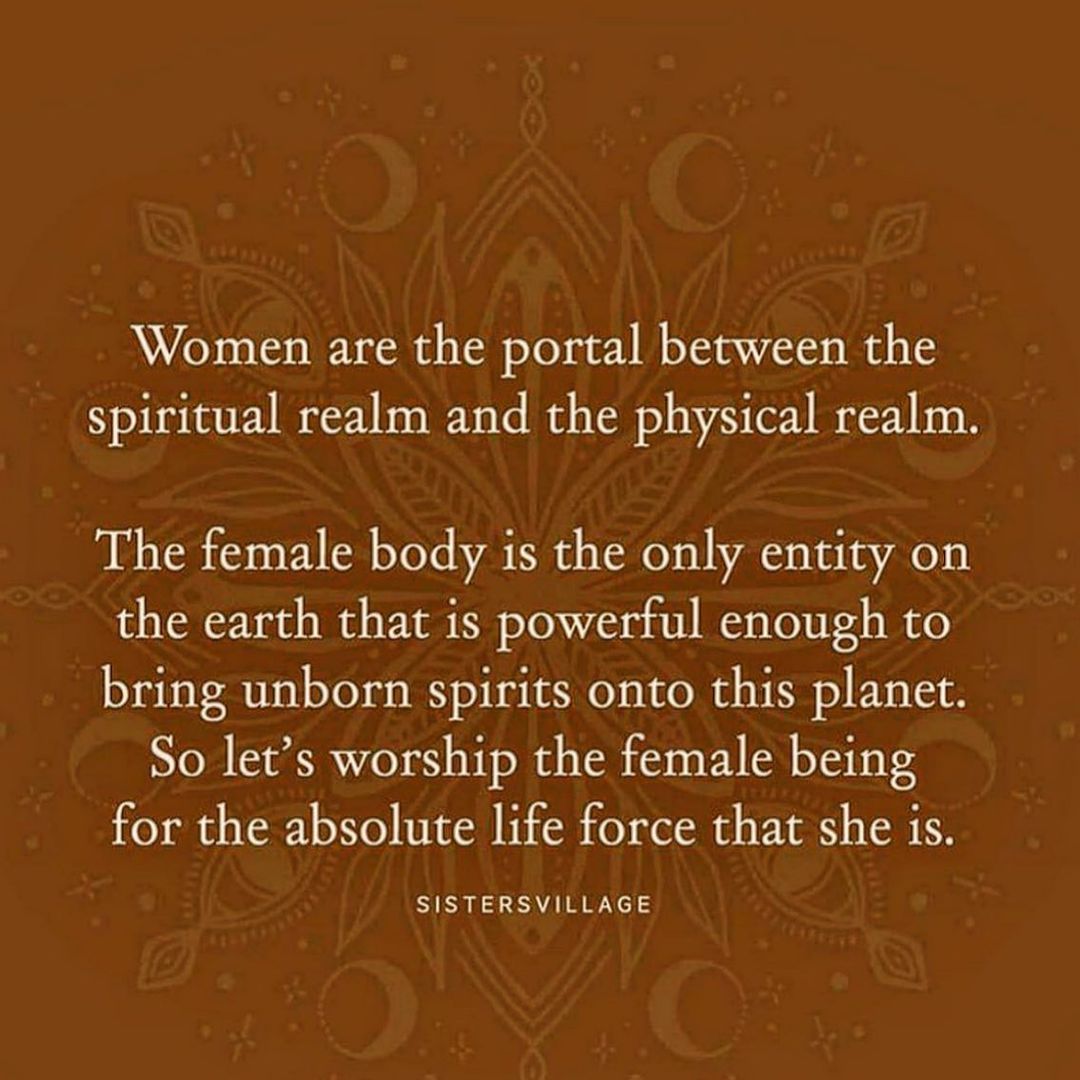 Women are the portal between the
spiritual realm and the physical realm.
The female body is the only entity on
the earth that is powerful enough to
bring unborn spirits onto this planet.
So let’s worship the female being
for the absolute life force that she is.
SISTERSVILLAGE